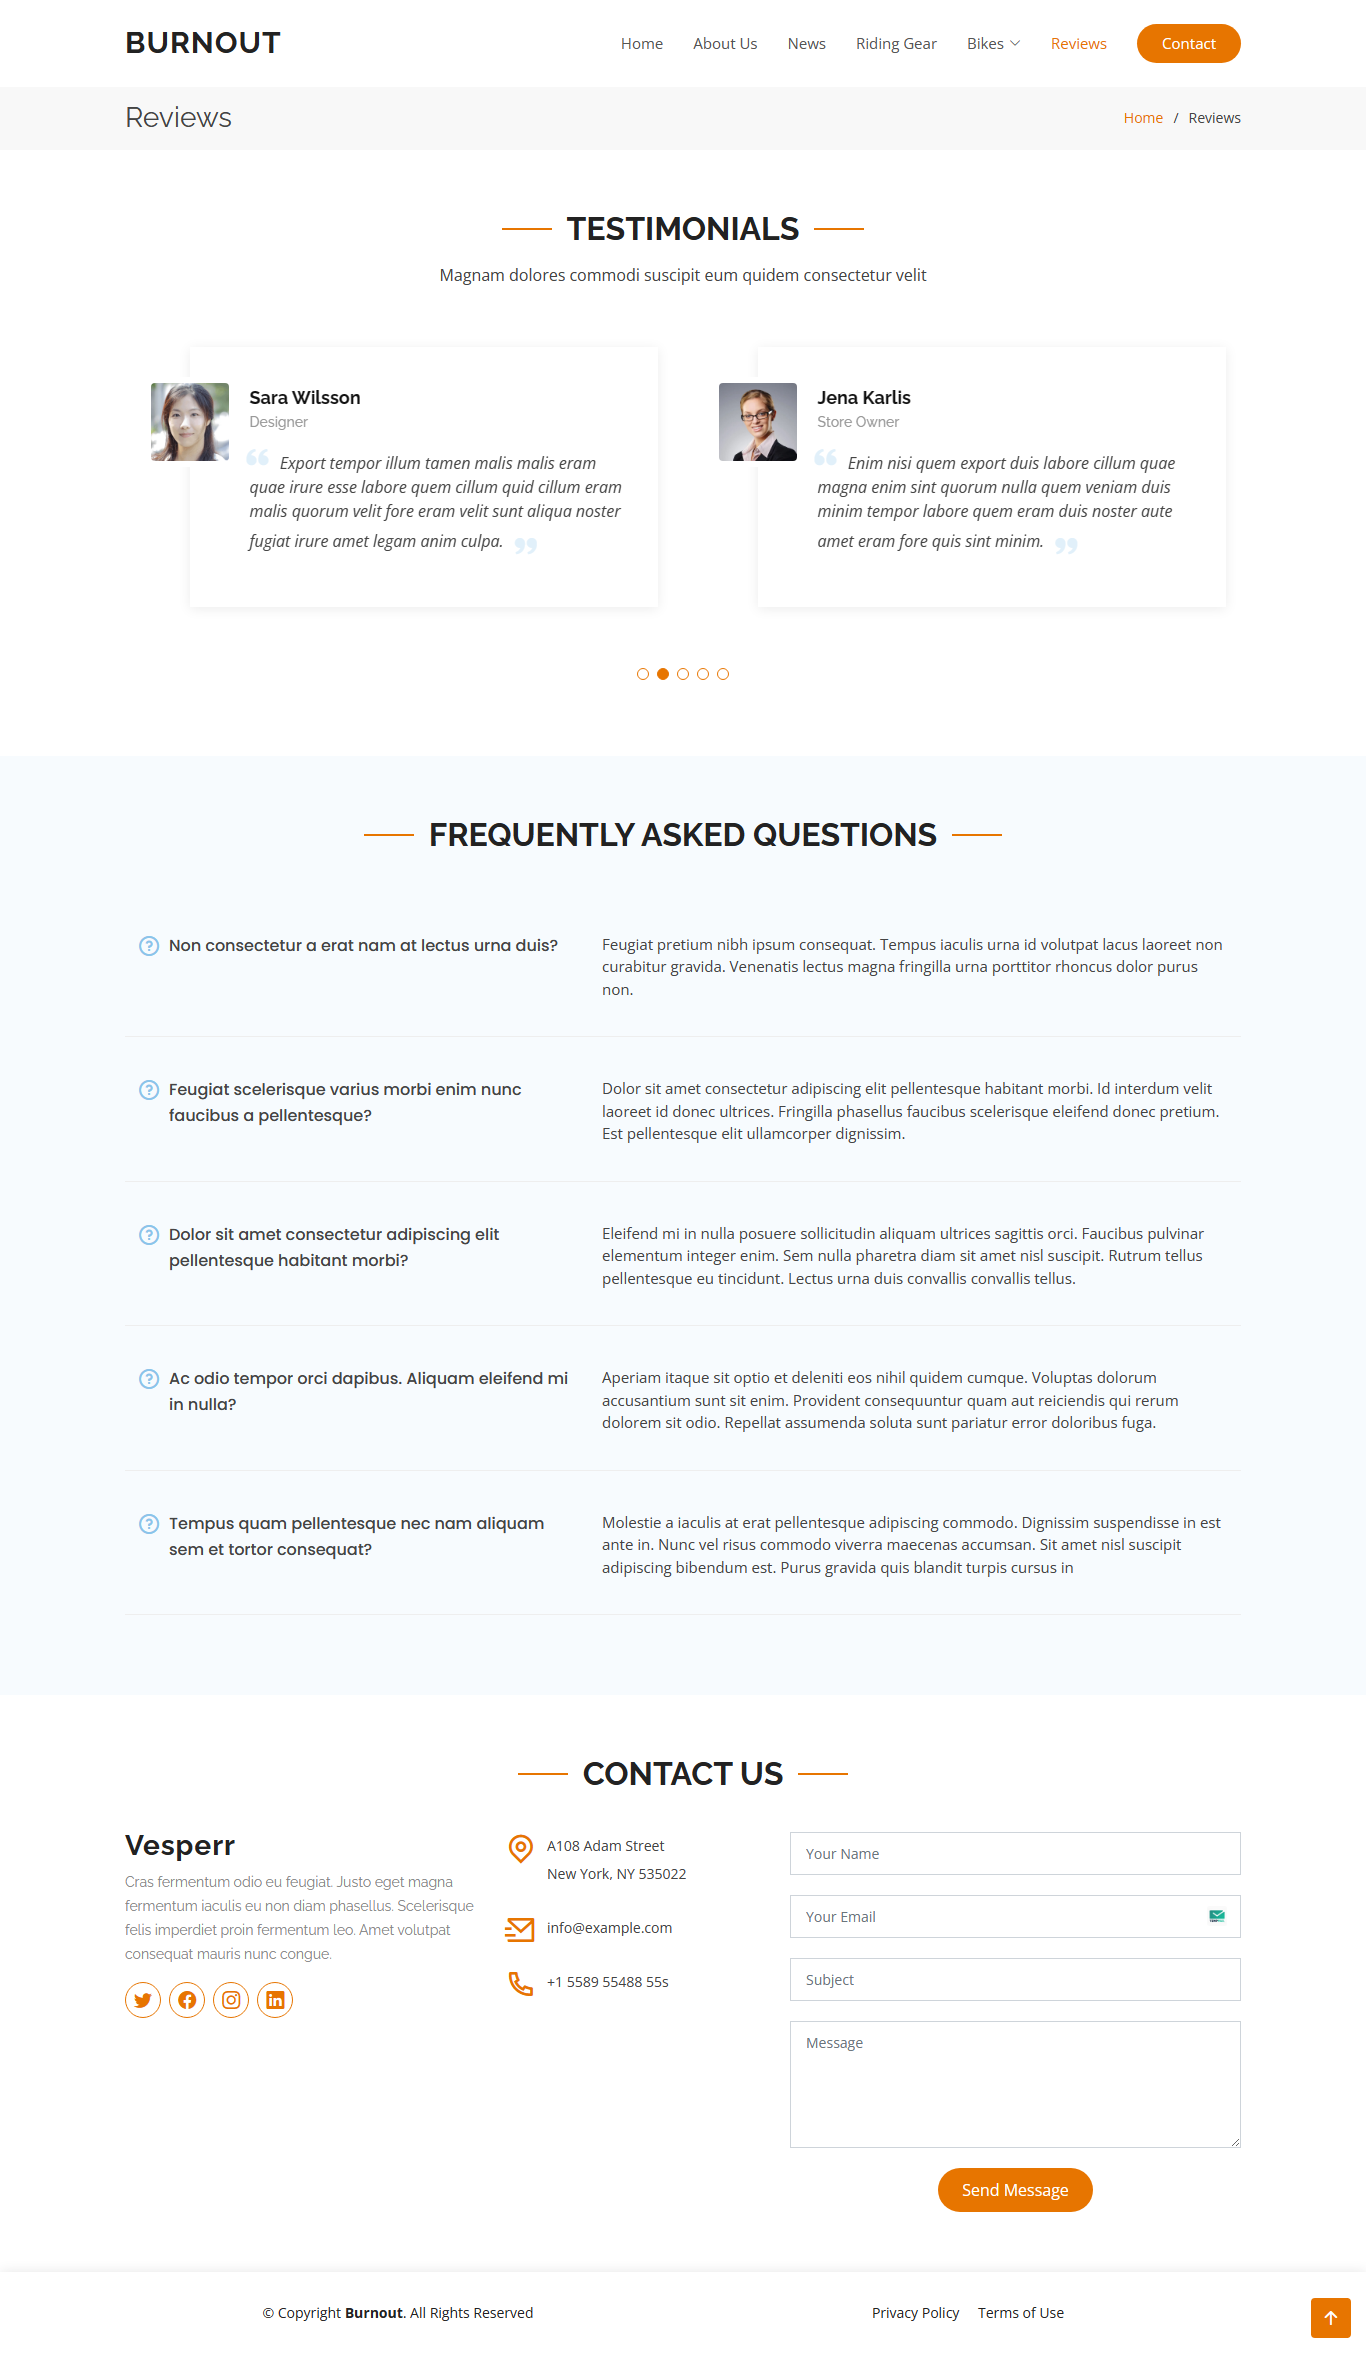 BURNOUT
Home About Us News Riding Gear Bikes Reviews Contact
Reviews
Home / Reviews
TESTIMONIALS
Magnam dolores commodi suscipit eum quidem consectetur velit
Sara Wilsson
Designer
Export tempor illum tamen malis malis eram
quae irure esse labore quem cillum quid cillum eram
malis quorum velit fore eram velit sunt aliqua noster
fugiat irure amet legam anim culpa.
Jena Karlis
Store Owner
Enim nisi quem export duis labore cillum quae
magna enim sint quorum nulla quem veniam duis
minim tempor labore quem eram duis noster aute
amet eram fore quis sint minim.
FREQUENTLY ASKED QUESTIONS
Non consectetur a erat nam at lectus urna duis?
Feugiat pretium nibh ipsum consequat. Tempus iaculis urna id volutpat lacus laoreet non
curabitur gravida. Venenatis lectus magna fringilla urna porttitor rhoncus dolor purus
non.
Feugiat scelerisque varius morbi enim nunc
faucibus a pellentesque?
Dolor sit amet consectetur adipiscing elit pellentesque habitant morbi. Id interdum velit
laoreet id donec ultrices. Fringilla phasellus faucibus scelerisque eleifend donec pretium.
Est pellentesque elit ullamcorper dignissim.
Dolor sit amet consectetur adipiscing elit
pellentesque habitant morbi?
Eleifend mi in nulla posuere sollicitudin aliquam ultrices sagittis orci. Faucibus pulvinar
elementum integer enim. Sem nulla pharetra diam sit amet nisl suscipit. Rutrum tellus
pellentesque eu tincidunt. Lectus urna duis convallis convallis tellus.
Ac odio tempor orci dapibus. Aliquam eleifend mi
in nulla?
Aperiam itaque sit optio et deleniti eos nihil quidem cumque. Voluptas dolorum
accusantium sunt sit enim. Provident consequuntur quam aut reiciendis qui rerum
dolorem sit odio. Repellat assumenda soluta sunt pariatur error doloribus fuga.
Tempus quam pellentesque nec nam aliquam
sem et tortor consequat?
Molestie a iaculis at erat pellentesque adipiscing commodo. Dignissim suspendisse in est
ante in. Nunc vel risus commodo viverra maecenas accumsan. Sit amet nisl suscipit
adipiscing bibendum est. Purus gravida quis blandit turpis cursus in
CONTACT US
Vesperr
Cras fermentum odio eu feugiat. Justo eget magna
fermentum iaculis eu non diam phasellus. Scelerisque
felis imperdiet proin fermentum leo. Amet volutpat
consequat mauris nunc congue.
A108 Adam Street
New York, NY 535022
info@example.com
+1 5589 55488 55s
Your Name
Your Email
Subject
Message
Send Message
© Copyright Burnout. All Rights Reserved
Privacy Policy Terms of Use